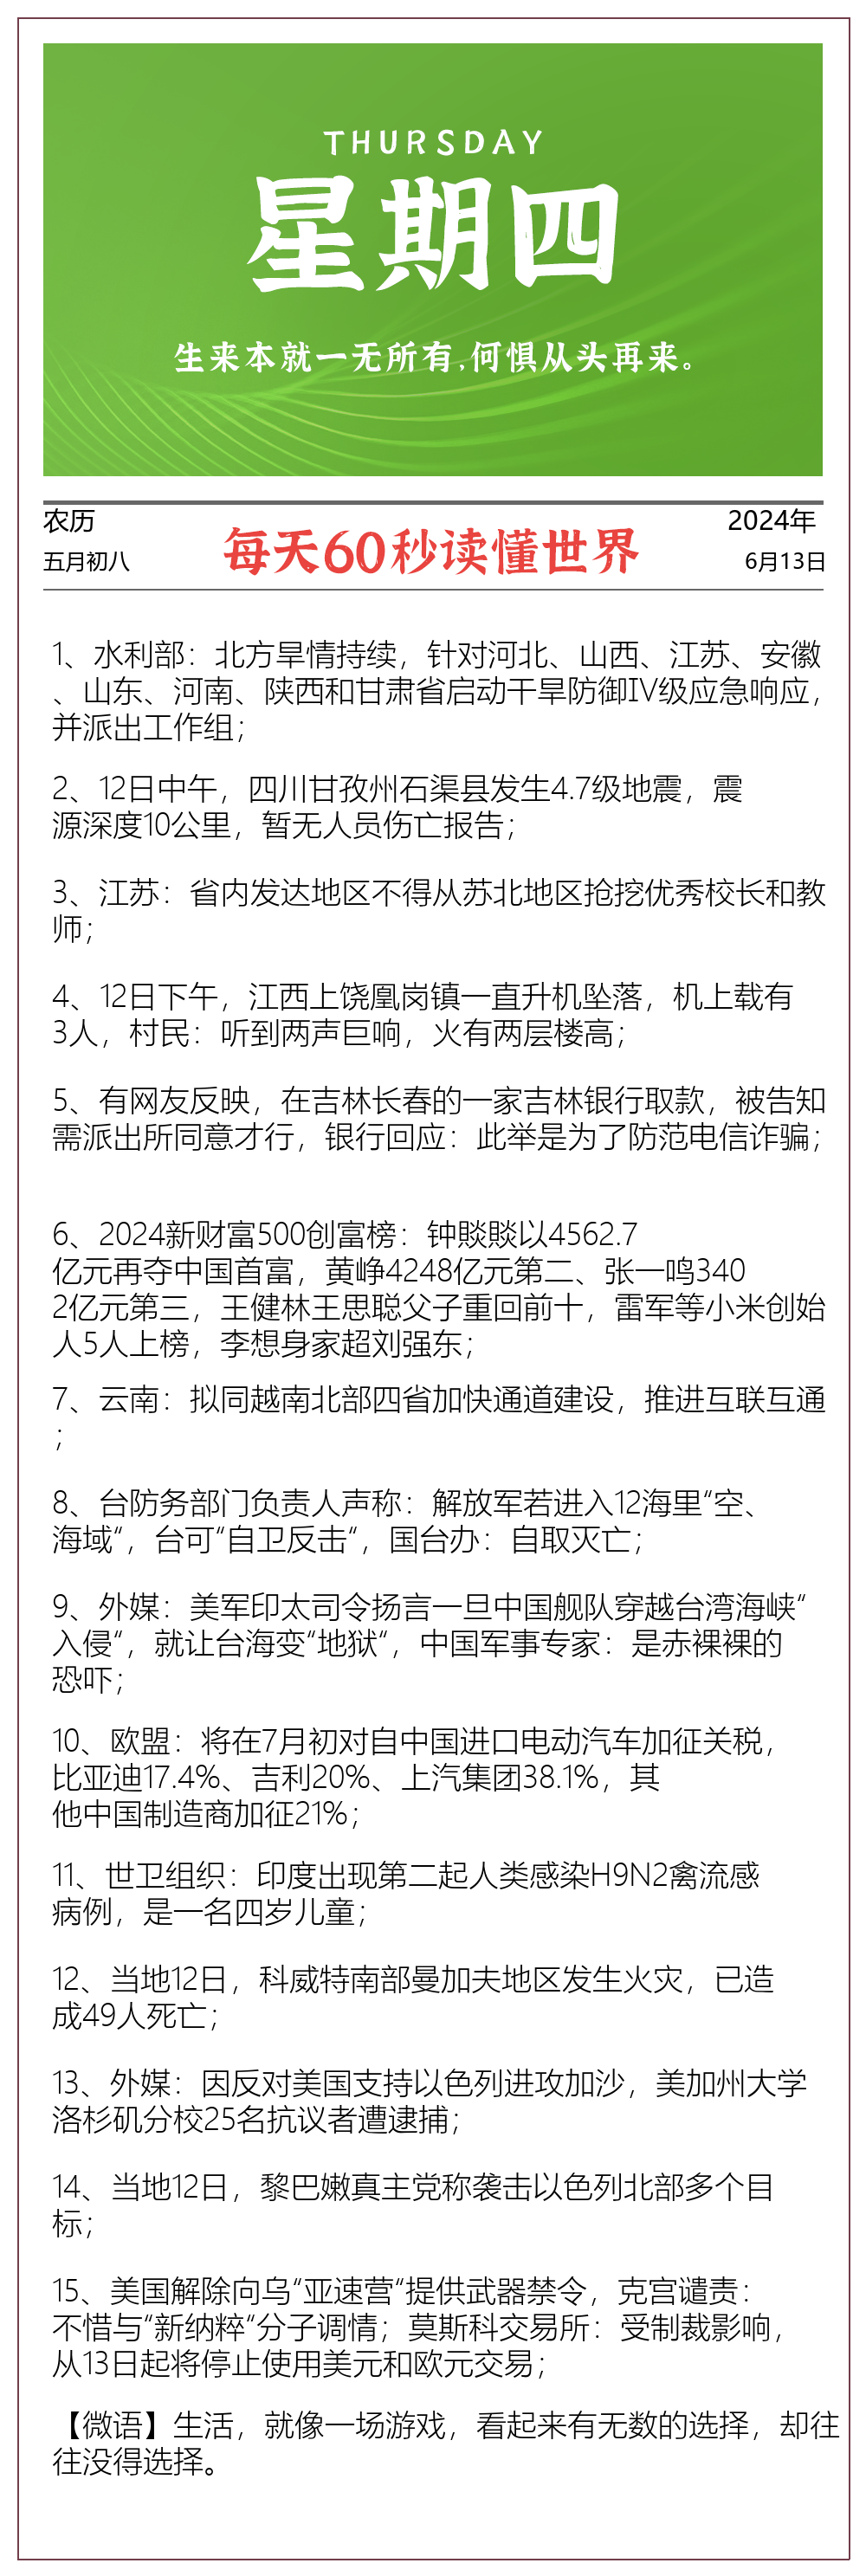 THURSDAY
星期四
生来本就一无所有,何惧从头再来。
农历
五月初八
每天60秒读懂世界
2024年
6月13日
1、水利部：北方旱情持续，针对河北、山西、江苏、安徽
、山东、河南、陕西和甘肃省启动干旱防御Ⅳ级应急响应，
并派出工作组；
2、12日中午，四川甘孜州石渠县发生4.7级地震，震
源深度10公里，暂无人员伤亡报告；
3、江苏：省内发达地区不得从苏北地区抢挖优秀校长和教
师；
4、12日下午，江西上饶凰岗镇一直升机坠落，机上载有
3人，村民：听到两声巨响，火有两层楼高；
5、有网友反映，在吉林长春的一家吉林银行取款，被告知
需派出所同意才行，银行回应：此举是为了防范电信诈骗；
6、2024新财富500创富榜：钟睒睒以4562.7
亿元再夺中国首富，黄峥4248亿元第二、张一鸣340
2亿元第三，王健林王思聪父子重回前十，雷军等小米创始
人5人上榜，李想身家超刘强东；
7、云南：拟同越南北部四省加快通道建设，推进互联互通
；
8、台防务部门负责人声称：解放军若进入12海里“空、
海域“，台可“自卫反击“，国台办：自取灭亡；
9、外媒：美军印太司令扬言一旦中国舰队穿越台湾海峡“
入侵“，就让台海变“地狱“，中国军事专家：是赤裸裸的
恐吓；
10、欧盟：将在7月初对自中国进口电动汽车加征关税，
比亚迪17.4%、吉利20%、上汽集团38.1%，其
他中国制造商加征21%；
11、世卫组织：印度出现第二起人类感染H9N2禽流感
病例，是一名四岁儿童；
12、当地12日，科威特南部曼加夫地区发生火灾，已造
成49人死亡；
13、外媒：因反对美国支持以色列进攻加沙，美加州大学
洛杉矶分校25名抗议者遭逮捕；
14、当地12日，黎巴嫩真主党称袭击以色列北部多个目
标；
15、美国解除向乌“亚速营“提供武器禁令，克宫谴责：
不惜与“新纳粹“分子调情；莫斯科交易所：受制裁影响，
从13日起将停止使用美元和欧元交易；
【微语】生活，就像一场游戏，看起来有无数的选择，却往
往没得选择。